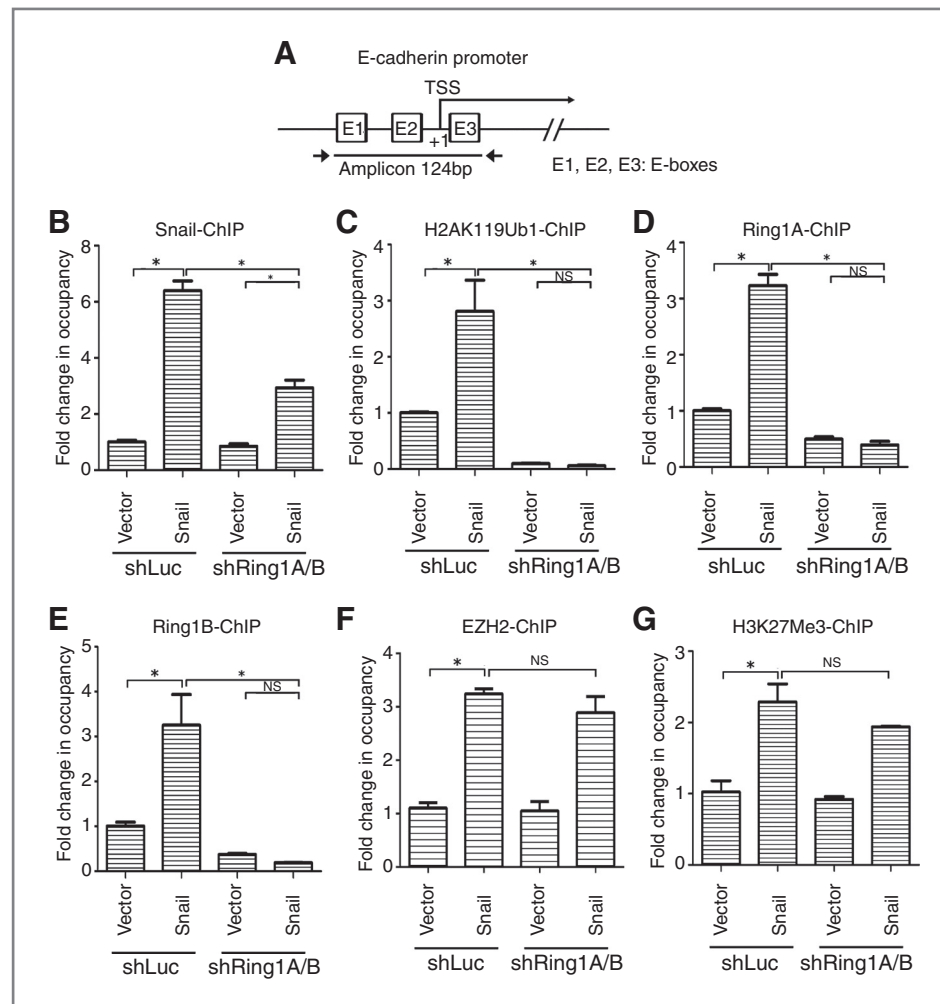 A
E-cadherin promoter
TSS
E1 E2 E3
+1
Amplicon 124bp
E1, E2, E3: E-boxes
B
Snail-ChIP
Fold change in occupancy
8
6
4
2
0
* * *
Vector Snail Vector Snail
shLuc shRing1A/B
C
H2AK119Ub1-ChIP
Fold change in occupancy
4
3
2
1
0
* * NS
Vector Snail Vector Snail
shLuc shRing1A/B
D
Ring1A-ChIP
Fold change in occupancy
4
3
2
1
0
* * NS
Vector Snail Vector Snail
shLuc shRing1A/B
E
Ring1B-ChIP
Fold change in occupancy
5
4
3
2
1
0
* * NS
Vector Snail Vector Snail
shLuc shRing1A/B
F
EZH2-ChIP
Fold change in occupancy
4
3
2
1
0
* NS
Vector Snail Vector Snail
shLuc shRing1A/B
G
H3K27Me3-ChIP
Fold change in occupancy
3
2
1
0
* NS
Vector Snail Vector Snail
shLuc shRing1A/B